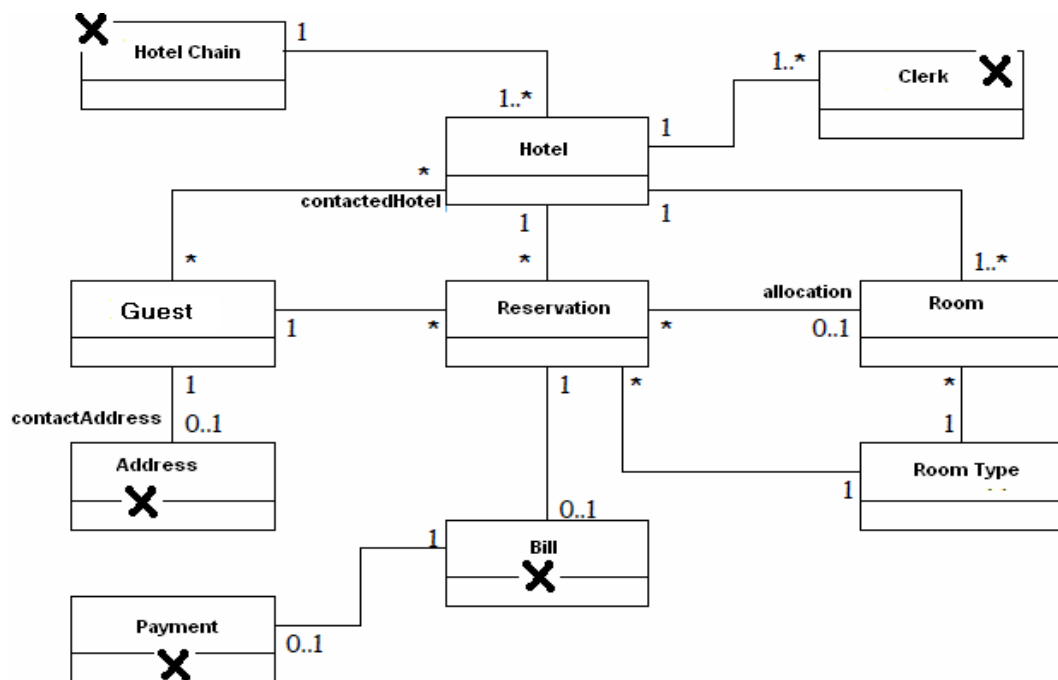 Hotel Chain
1
1..*
Clerk
1..*
Hotel
1
*
contactedHotel
1
1
*
*
1..*
Guest
Reservation
allocation
Room
1
*
*
0..1
1
1
*
*
contactAddress
0..1
1
Address
Room Type
1
0..1
1
Bill
Payment
0..1